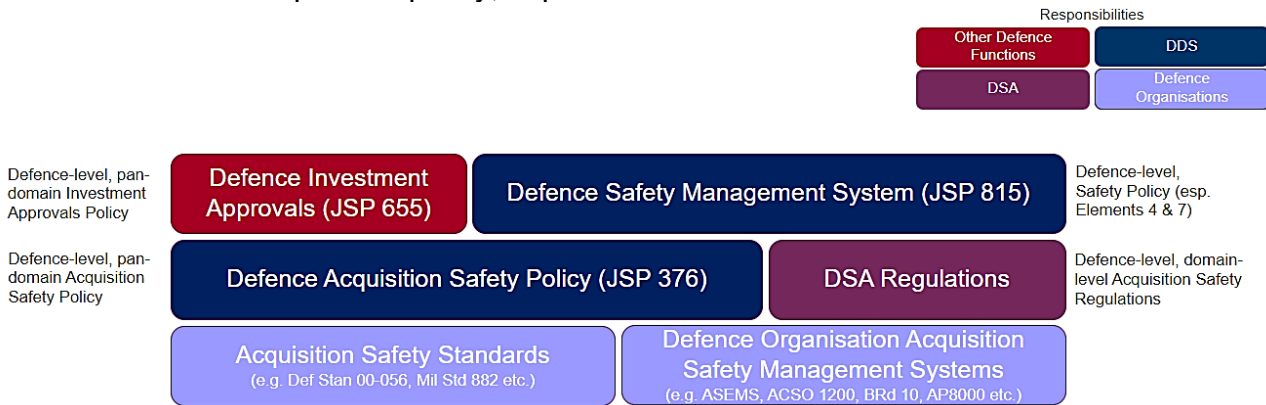 Responsibilities
Other Defence
Functions
DDS
DSA
Defence
Organisations
Defence-level, pan-
domain Investment
Approvals Policy
Defence Investment
Approvals (JSP 655)
Defence Safety Management System (JSP 815)
Defence-level,
Safety Policy (esp.
Elements 4 & 7)
Defence-level, pan-
domain Acquisition
Safety Policy
Defence Acquisition Safety Policy (JSP 376)
DSA Regulations
Defence-level, domain-
level Acquisition Safety
Regulations
Acquisition Safety Standards
(e.g. Def Stan 00-056, Mil Std 882 etc.)
Defence Organisation Acquisition
Safety Management Systems
(e.g. ASEMS, ACSO 1200, BRd 10, AP8000 etc.)